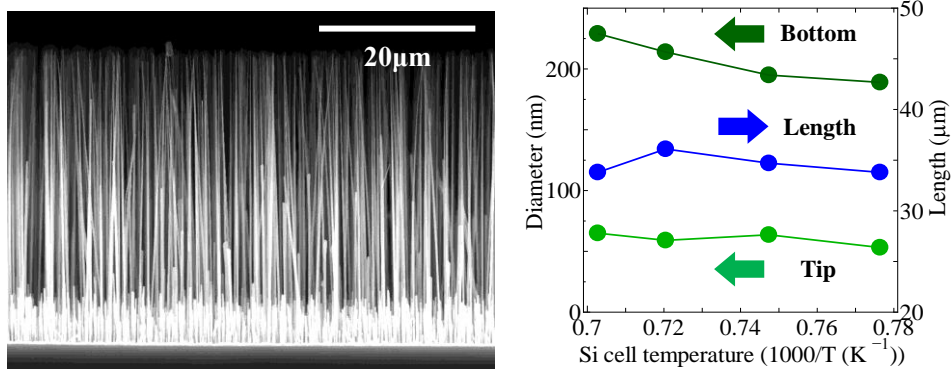 20μm
Bottom
Length
Tip
Diameter (nm)
0
100
200
Length (μm)
20
30
40
50
0.7 0.72 0.74 0.76 0.78
Si cell temperature (1000/T (K⁻¹))